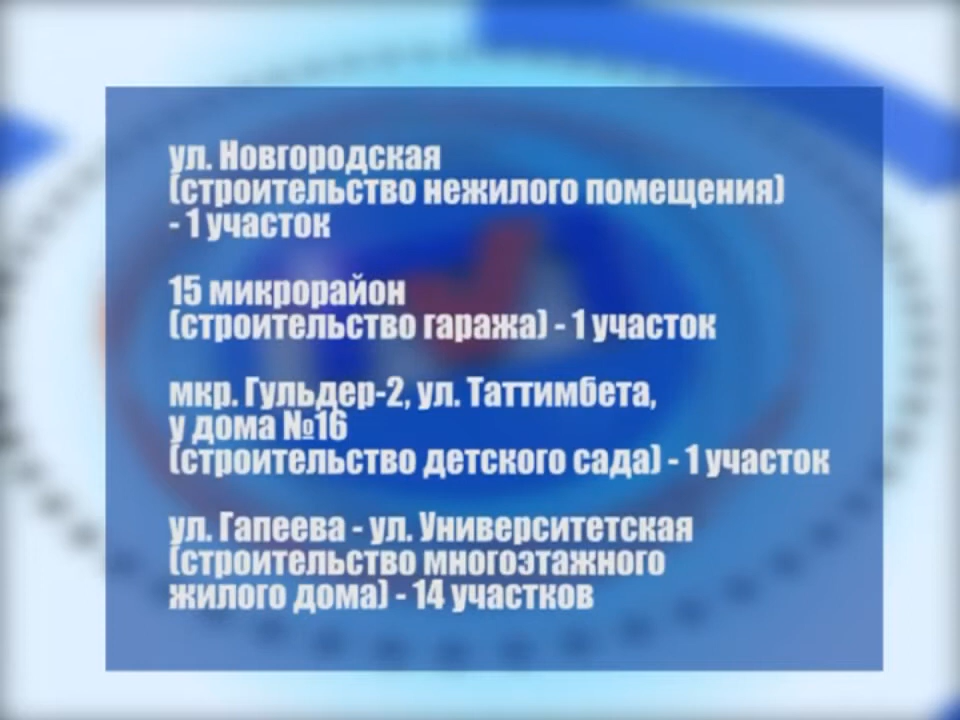 ул. Новгородская
(строительство нежилого помещения)
- 1 участок
15 микрорайон
(строительство гаража) - 1 участок
мкр. Гульдер-2, ул. Таттимбета,
у дома №16
(строительство детского сада) - 1 участок
ул. Гапеева - ул. Университетская
(строительство многоэтажного
жилого дома) - 14 участков